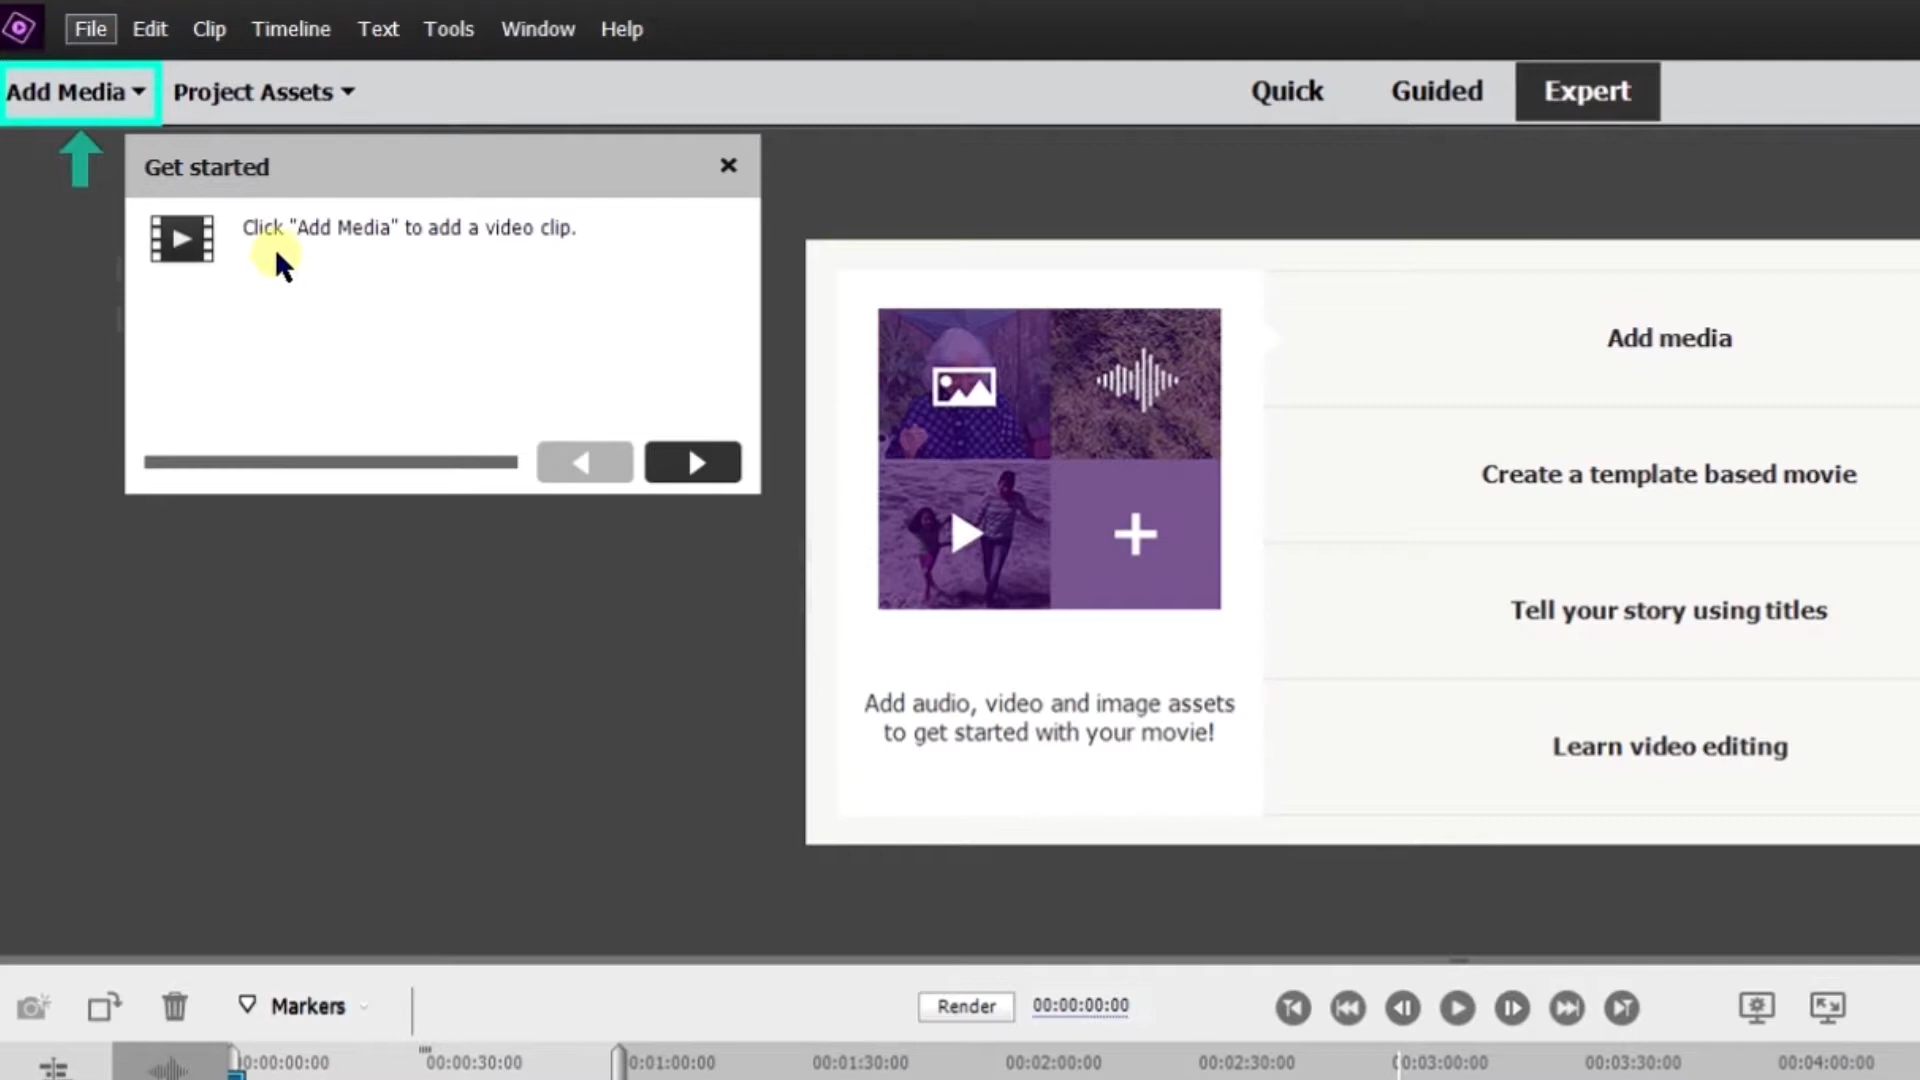 File Edit Clip Timeline Text Tools Window Help
Add Media Project Assets Quick Guided Expert
Get started
Click "Add Media" to add a video clip.
Add media
Create a template based movie
Tell your story using titles
Learn video editing
Add audio, video and image assets
to get started with your movie!
Markers Render 00:00:00:00
00:00:00:00 00:00:30:00 00:01:00:00 00:01:30:00 00:02:00:00 00:02:30:00 00:03:00:00 00:03:30:00 00:04:00:00